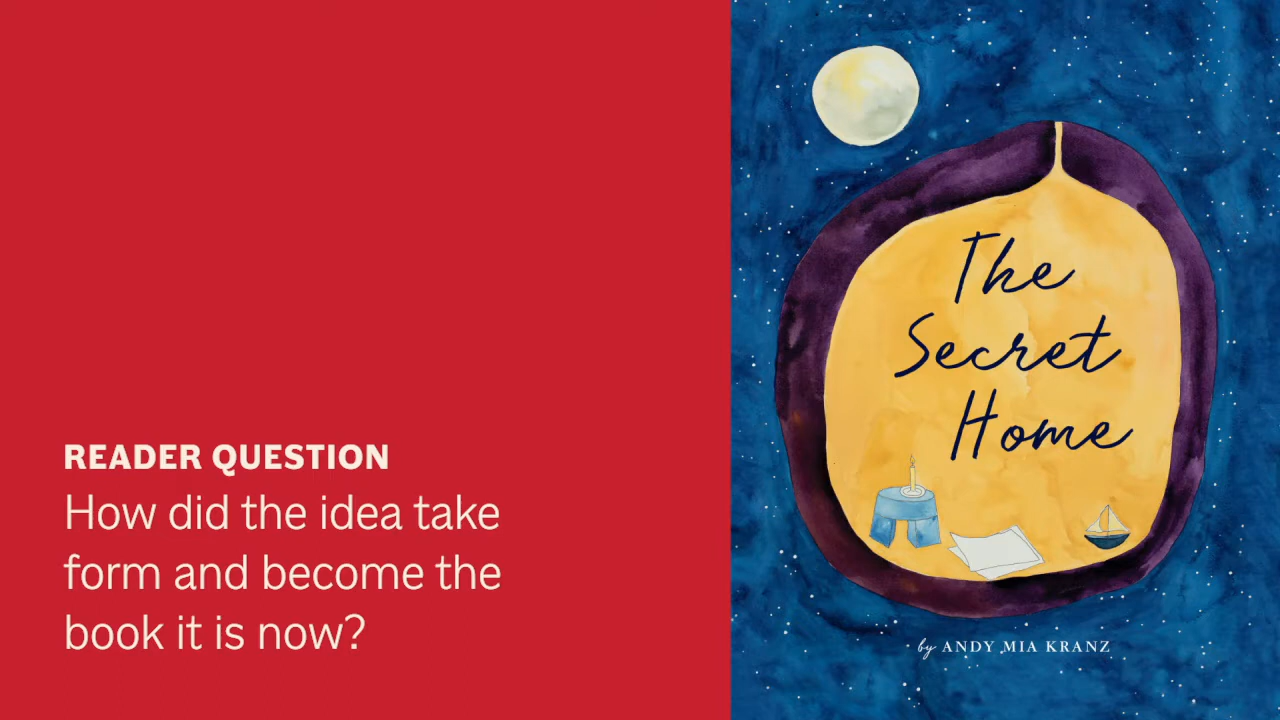 READER QUESTION
How did the idea take
form and become the
book it is now?
The
Secret
Home
by ANDY MIA KRANZ